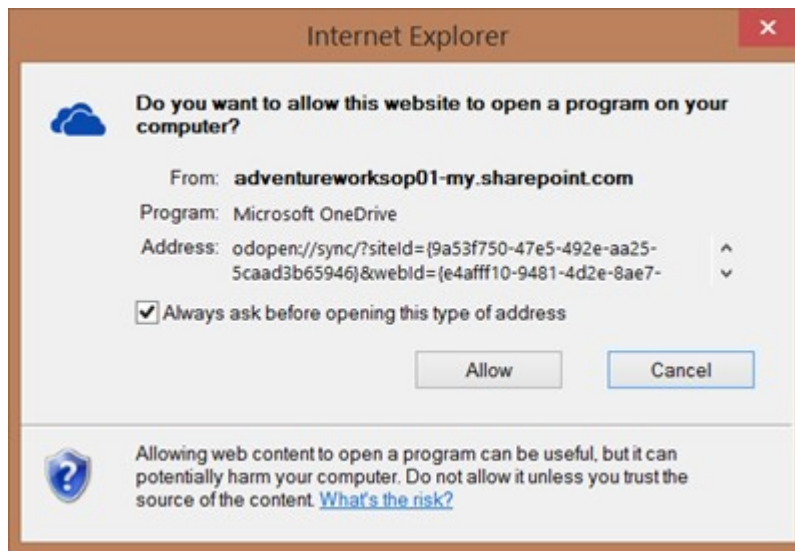 Internet Explorer
Do you want to allow this website to open a program on your
computer?
From: adventureworksop01-my.sharepoint.com
Program: Microsoft OneDrive
Address: odopen://sync/?siteId={9a53f750-47e5-492e-aa25-
5caad3b65946}&webId={e4afff10-9481-4d2e-8ae7-
Always ask before opening this type of address
Allow Cancel
Allowing web content to open a program can be useful, but it can
potentially harm your computer. Do not allow it unless you trust the
source of the content. What's the risk?